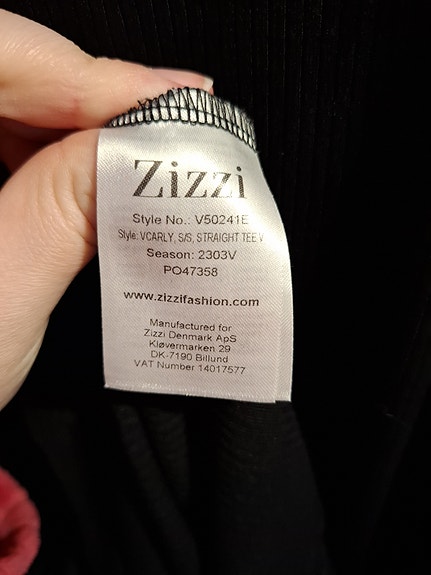 Zizzi
Style No.: V50241E
Style: VCARLY, S/S, STRAIGHT TEE V
Season: 2303V
PO47358
www.zizzifashion.com
Manufactured for
Zizzi Denmark ApS
Kløvermarken 29
DK-7190 Billund
VAT Number 14017577